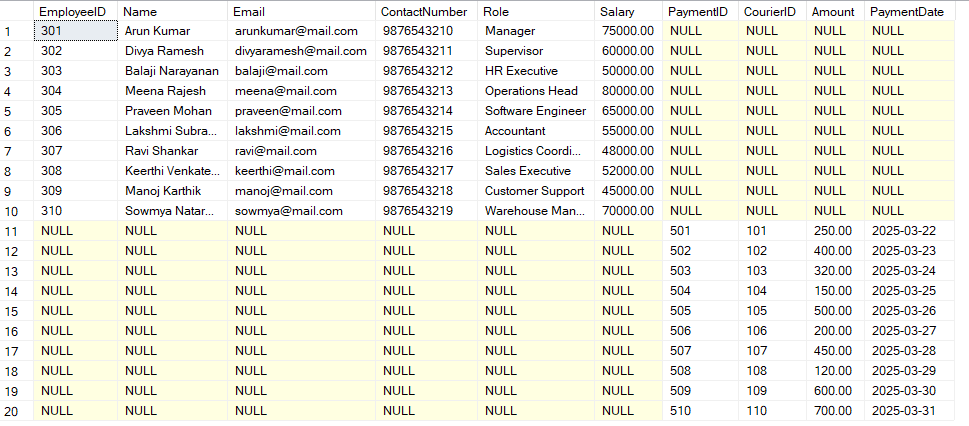 EmployeeID Name Email ContactNumber Role Salary PaymentID CourierID Amount PaymentDate
1 301 Arun Kumar arunkumar@mail.com 9876543210 Manager 75000.00 NULL NULL NULL NULL
2 302 Divya Ramesh divyaramesh@mail.com 9876543211 Supervisor 60000.00 NULL NULL NULL NULL
3 303 Balaji Narayanan balaji@mail.com 9876543212 HR Executive 50000.00 NULL NULL NULL NULL
4 304 Meena Rajesh meena@mail.com 9876543213 Operations Head 80000.00 NULL NULL NULL NULL
5 305 Praveen Mohan praveen@mail.com 9876543214 Software Engineer 65000.00 NULL NULL NULL NULL
6 306 Lakshmi Subra... lakshmi@mail.com 9876543215 Accountant 55000.00 NULL NULL NULL NULL
7 307 Ravi Shankar ravi@mail.com 9876543216 Logistics Coordi... 48000.00 NULL NULL NULL NULL
8 308 Keerthi Venkate... keerthi@mail.com 9876543217 Sales Executive 52000.00 NULL NULL NULL NULL
9 309 Manoj Karthik manoj@mail.com 9876543218 Customer Support 45000.00 NULL NULL NULL NULL
10 310 Sowmya Natar... sowmya@mail.com 9876543219 Warehouse Man... 70000.00 NULL NULL NULL NULL
11 NULL NULL NULL NULL NULL NULL 501 101 250.00 2025-03-22
12 NULL NULL NULL NULL NULL NULL 502 102 400.00 2025-03-23
13 NULL NULL NULL NULL NULL NULL 503 103 320.00 2025-03-24
14 NULL NULL NULL NULL NULL NULL 504 104 150.00 2025-03-25
15 NULL NULL NULL NULL NULL NULL 505 105 500.00 2025-03-26
16 NULL NULL NULL NULL NULL NULL 506 106 200.00 2025-03-27
17 NULL NULL NULL NULL NULL NULL 507 107 450.00 2025-03-28
18 NULL NULL NULL NULL NULL NULL 508 108 120.00 2025-03-29
19 NULL NULL NULL NULL NULL NULL 509 109 600.00 2025-03-30
20 NULL NULL NULL NULL NULL NULL 510 110 700.00 2025-03-31